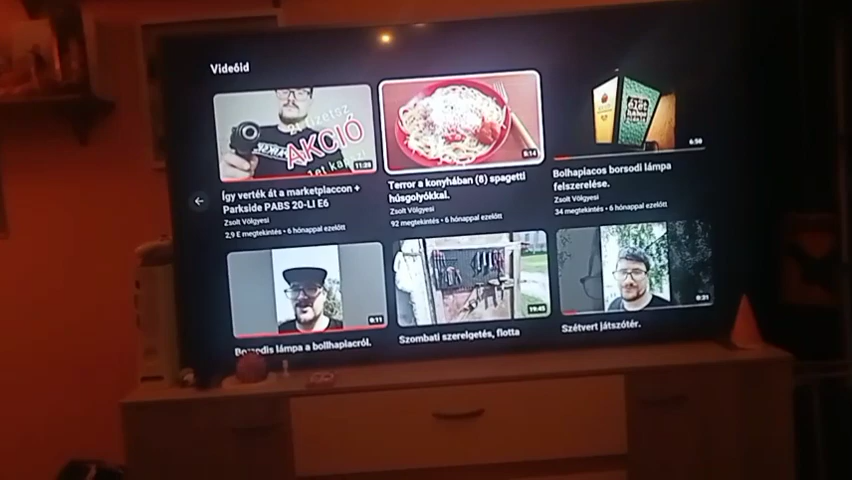 Videóid
AKCIÓ
11:39
Így verték át a marketplaccon +
Parkside PABS 20-LI E6
Zsolt Völgyesi
2,9 E megtekintés • 6 hónappal ezelőtt
5:14
Terror a konyhában (8) spagetti
húsgolyókkal.
Zsolt Völgyesi
92 megtekintés • 6 hónappal ezelőtt
6:50
Bolhapiacos borsodi lámpa
felszerelése.
Zsolt Völgyesi
34 megtekintés • 6 hónappal ezelőtt
0:11
lámpa a bollhapiacról.
19:45
Szombati szerelgetés, flotta
0:31
Szétvert játszótér.